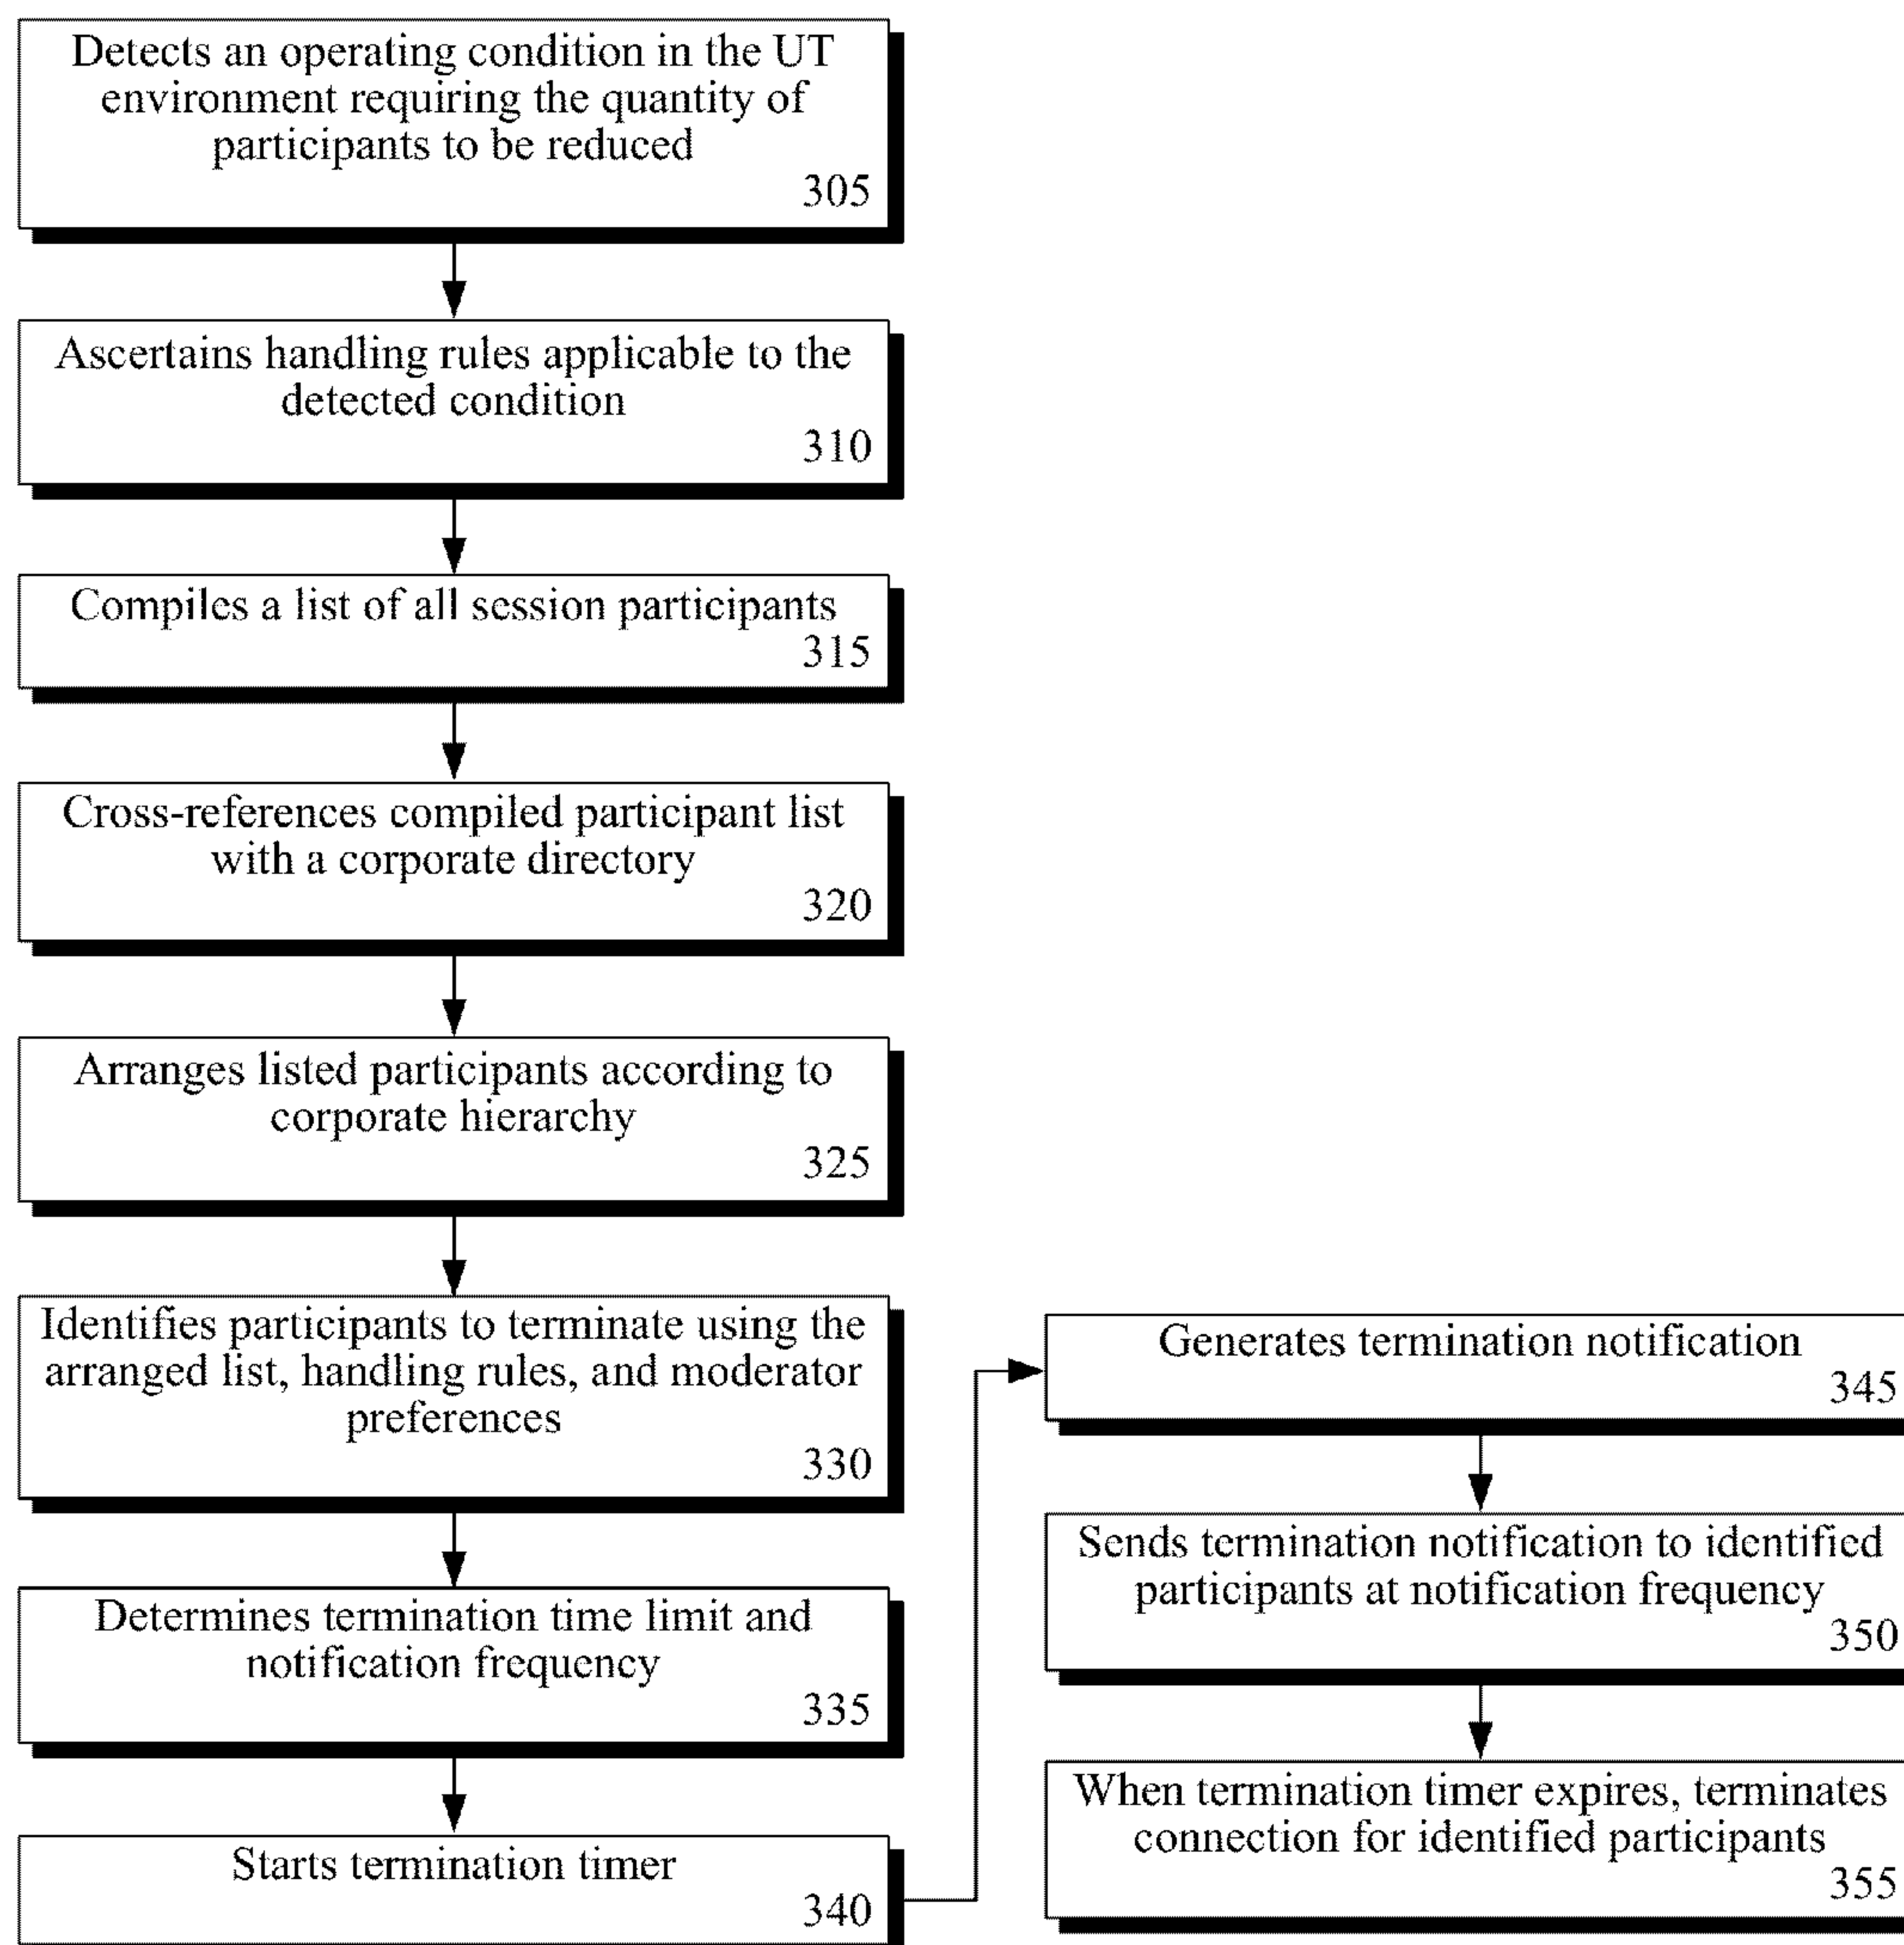 Detects an operating condition in the UT
environment requiring the quantity of
participants to be reduced
305
Ascertains handling rules applicable to the
detected condition
310
Compiles a list of all session participants
315
Cross-references compiled participant list
with a corporate directory
320
Arranges listed participants according to
corporate hierarchy
325
Identifies participants to terminate using the
arranged list, handling rules, and moderator
preferences
330
Determines termination time limit and
notification frequency
335
Starts termination timer
340
Generates termination notification
345
Sends termination notification to identified
participants at notification frequency
350
When termination timer expires, terminates
connection for identified participants
355